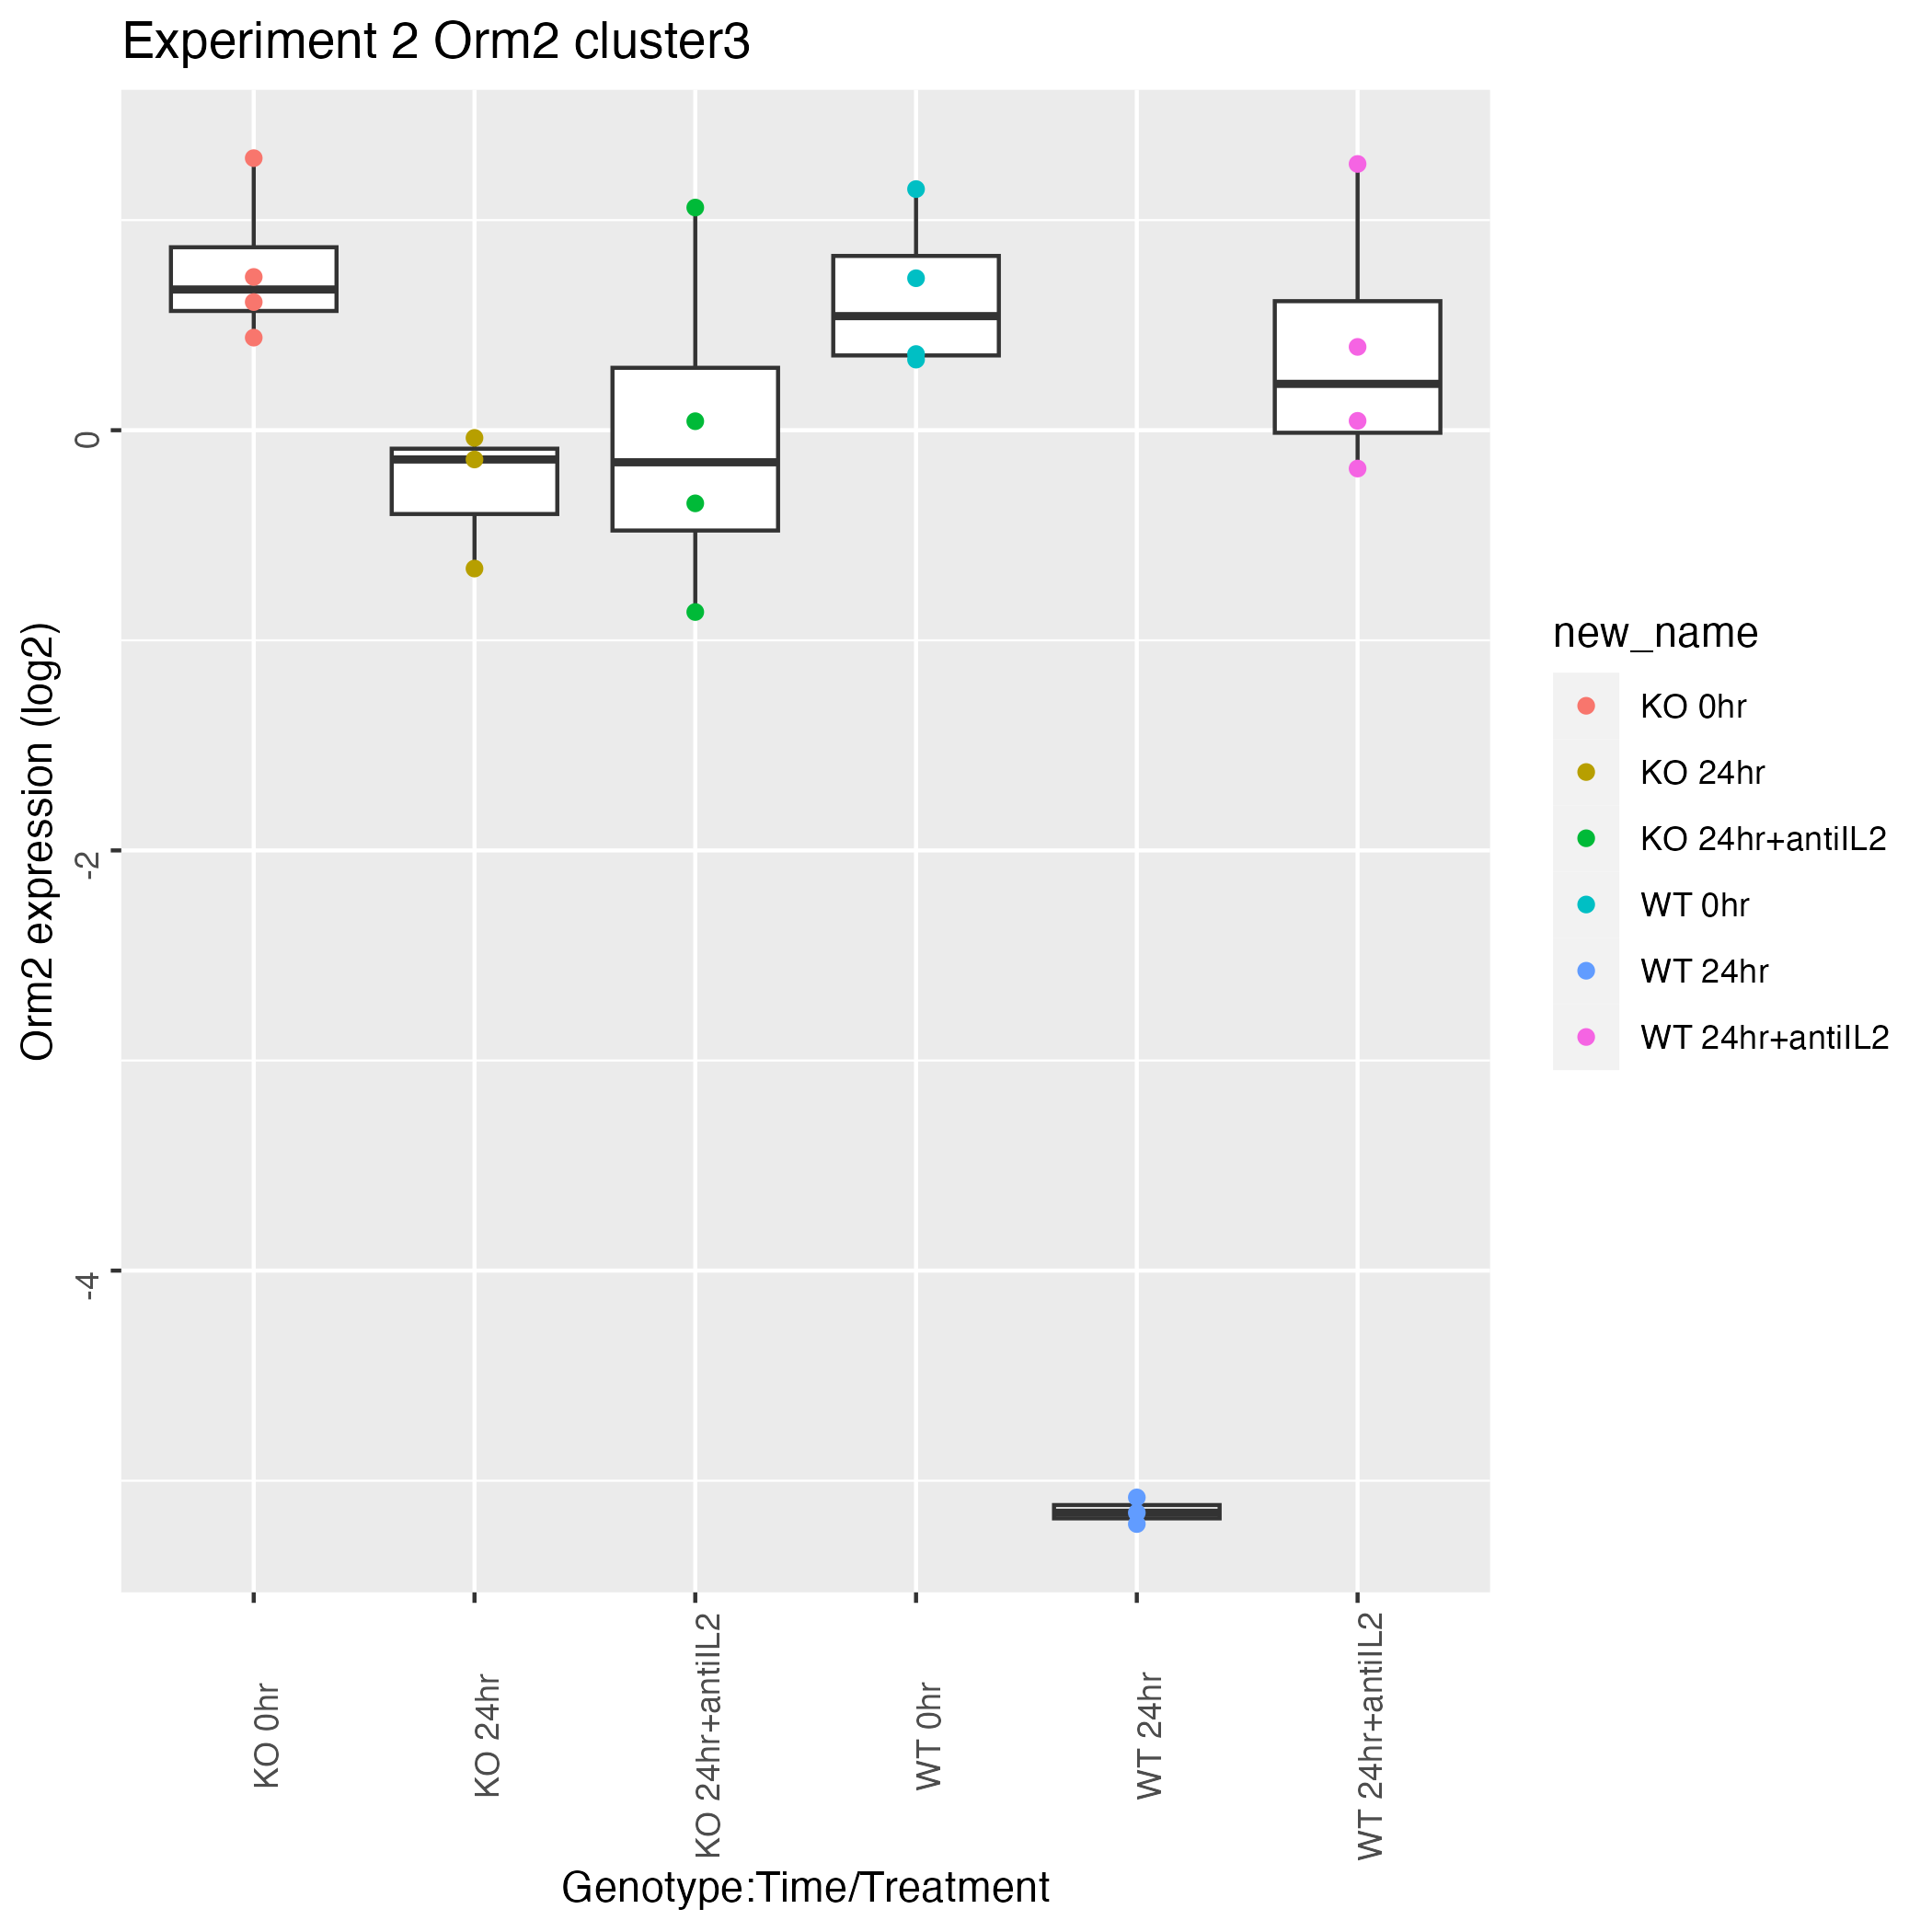 Experiment 2 Orm2 cluster3
Orm2 expression (log2)
0
-2
-4
KO 0hr
KO 24hr
KO 24hr+antiIL2
WT 0hr
WT 24hr
WT 24hr+antiIL2
Genotype:Time/Treatment
new_name
KO 0hr
KO 24hr
KO 24hr+antiIL2
WT 0hr
WT 24hr
WT 24hr+antiIL2